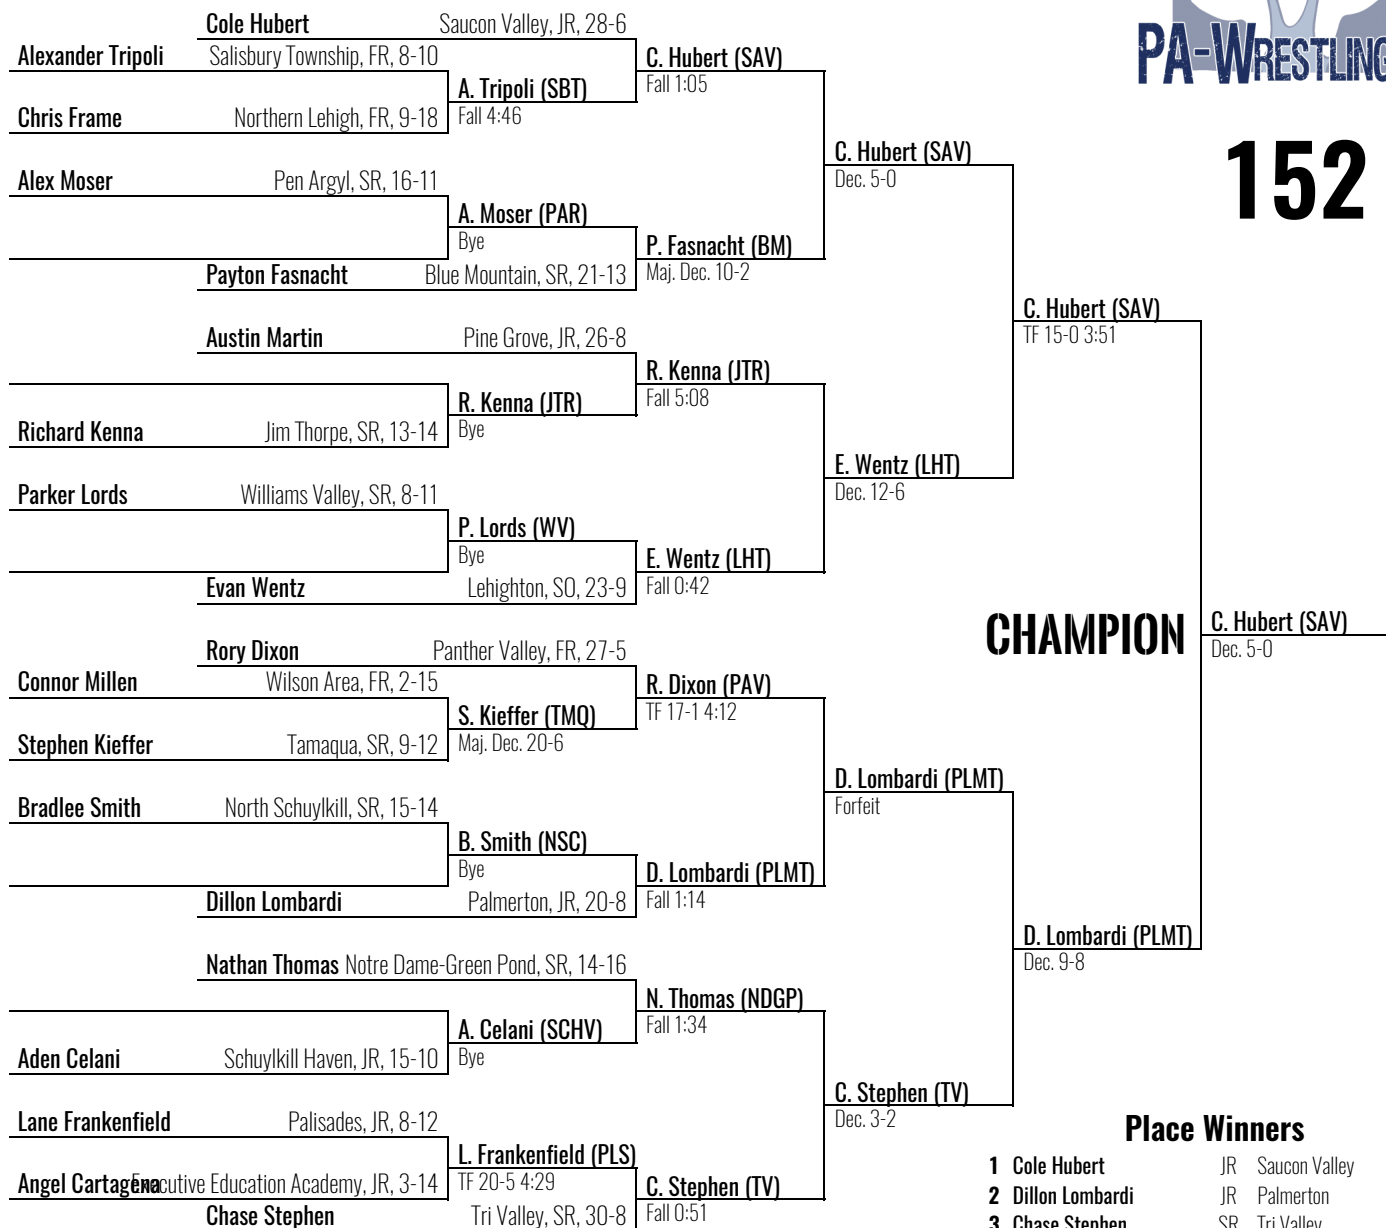 Cole Hubert Saucon Valley, JR, 28-6
Alexander Tripoli Salisbury Township, FR, 8-10
C. Hubert (SAV)
Fall 1:05
A. Tripoli (SBT)
Fall 4:46
Chris Frame Northern Lehigh, FR, 9-18
PA-WRESTLING
152
C. Hubert (SAV)
Dec. 5-0
Alex Moser Pen Argyl, SR, 16-11
A. Moser (PAR)
Bye
P. Fasnacht (BM)
Maj. Dec. 10-2
Payton Fasnacht Blue Mountain, SR, 21-13
C. Hubert (SAV)
TF 15-0 3:51
Austin Martin Pine Grove, JR, 26-8
R. Kenna (JTR)
Fall 5:08
R. Kenna (JTR)
Bye
Richard Kenna Jim Thorpe, SR, 13-14
E. Wentz (LHT)
Dec. 12-6
Parker Lords Williams Valley, SR, 8-11
P. Lords (WV)
Bye
E. Wentz (LHT)
Fall 0:42
Evan Wentz Lehighton, SO, 23-9
CHAMPION
C. Hubert (SAV)
Dec. 5-0
Rory Dixon Panther Valley, FR, 27-5
Connor Millen Wilson Area, FR, 2-15
R. Dixon (PAV)
TF 17-1 4:12
S. Kieffer (TMQ)
Maj. Dec. 20-6
Stephen Kieffer Tamaqua, SR, 9-12
D. Lombardi (PLMT)
Forfeit
Bradlee Smith North Schuylkill, SR, 15-14
B. Smith (NSC)
Bye
D. Lombardi (PLMT)
Fall 1:14
Dillon Lombardi Palmerton, JR, 20-8
D. Lombardi (PLMT)
Dec. 9-8
Nathan Thomas Notre Dame-Green Pond, SR, 14-16
N. Thomas (NDGP)
Fall 1:34
A. Celani (SCHV)
Bye
Aden Celani Schuylkill Haven, JR, 15-10
C. Stephen (TV)
Dec. 3-2
Lane Frankenfield Palisades, JR, 8-12
L. Frankenfield (PLS)
TF 20-5 4:29
Angel Cartagena Executive Education Academy, JR, 3-14
C. Stephen (TV)
Fall 0:51
Chase Stephen Tri Valley, SR, 30-8
Place Winners
1 Cole Hubert JR Saucon Valley
2 Dillon Lombardi JR Palmerton
3 Chase Stephen SR Tri Valley